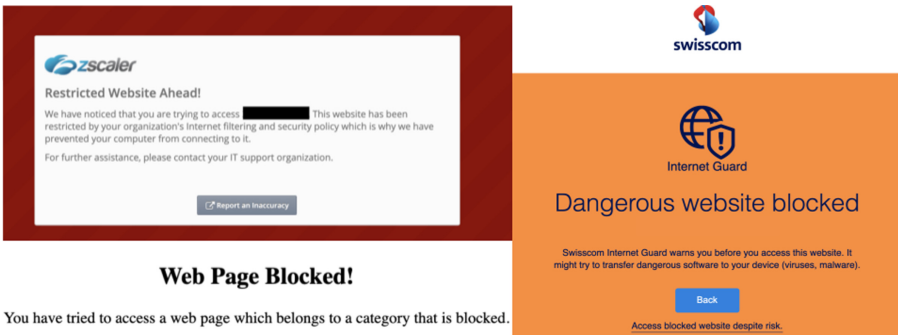 zscaler
Restricted Website Ahead!
We have noticed that you are trying to access This website has been
restricted by your organization's Internet filtering and security policy which is why we have
prevented your computer from connecting to it.
For further assistance, please contact your IT support organization.
Report an Inaccuracy
Web Page Blocked!
You have tried to access a web page which belongs to a category that is blocked.
swisscom
Internet Guard
Dangerous website blocked
Swisscom Internet Guard warns you before you access this website. It
might try to transfer dangerous software to your device (viruses, malware).
Back
Access blocked website despite risk.